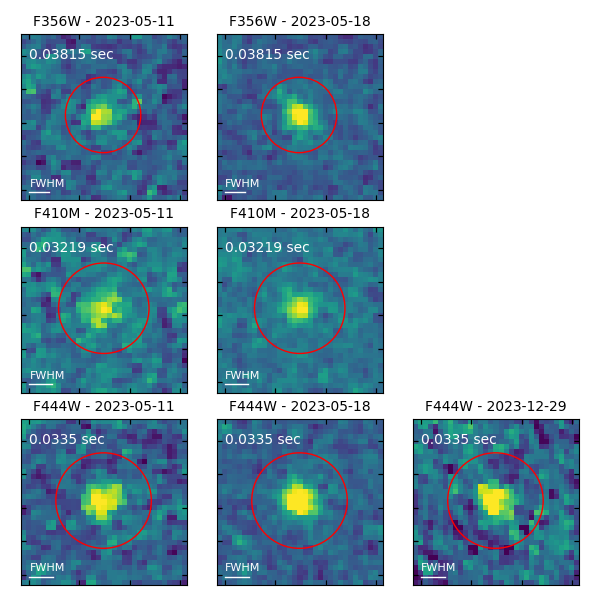 F356W - 2023-05-11
F356W - 2023-05-18
0.03815 sec
0.03815 sec
FWHM
FWHM
F410M - 2023-05-11
F410M - 2023-05-18
0.03219 sec
0.03219 sec
FWHM
FWHM
F444W - 2023-05-11
F444W - 2023-05-18
F444W - 2023-12-29
0.0335 sec
0.0335 sec
0.0335 sec
FWHM
FWHM
FWHM